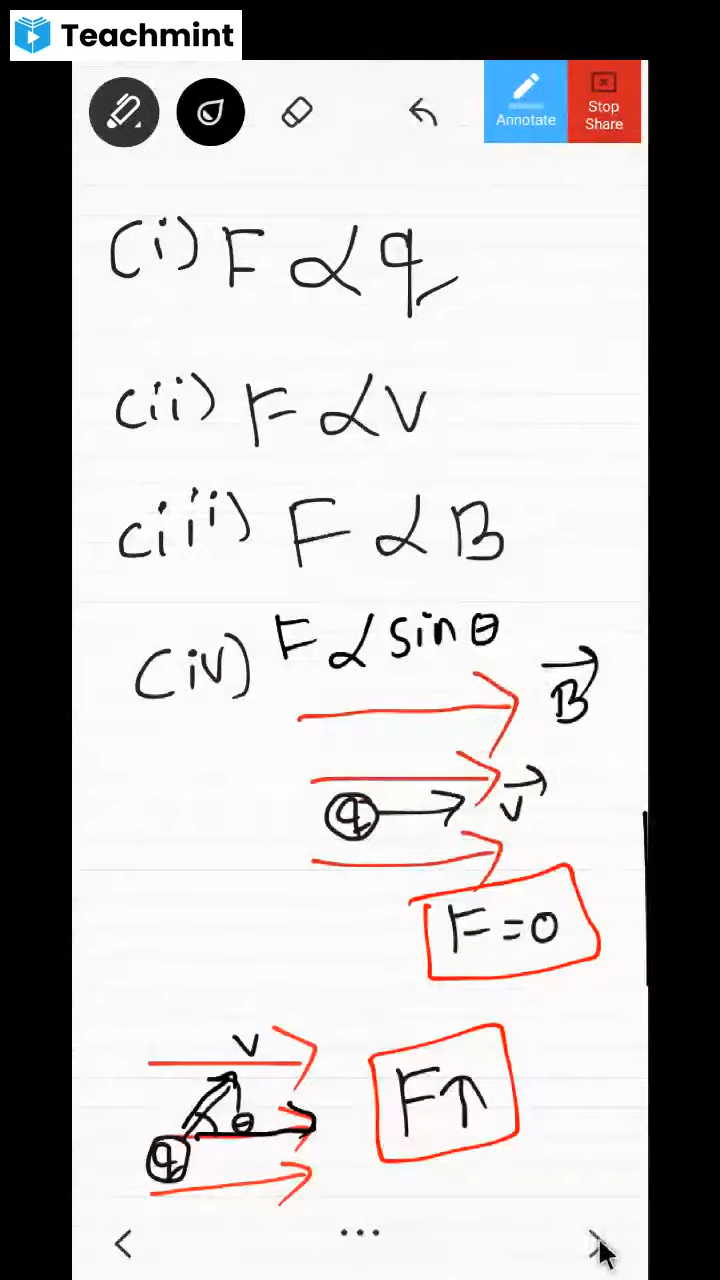 Teachmint
Annotate
Stop
Share
(i) F α q
(ii) F α v
(iii) F α B
(iv) F α sin θ
B
q
v
F = 0
v
θ
q
F↑